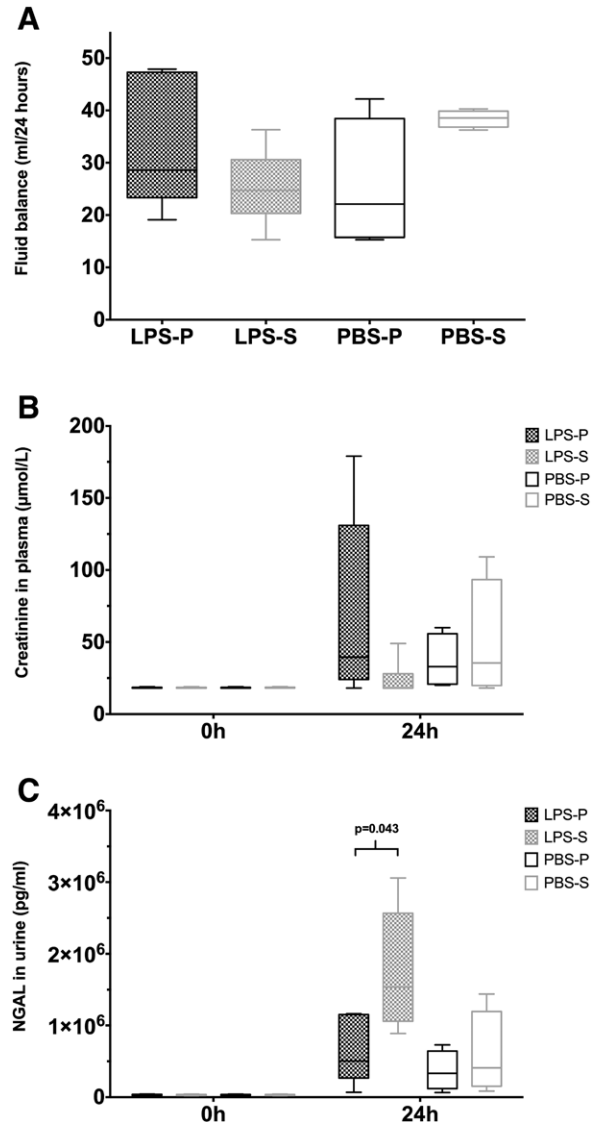 A
Fluid balance (ml/24 hours)
50
40
30
20
10
0
LPS-P LPS-S PBS-P PBS-S
B
Creatinine in plasma (µmol/L)
200
150
100
50
0
0h 24h
LPS-P
LPS-S
PBS-P
PBS-S
C
NGAL in urine (pg/ml)
4×10⁶
3×10⁶
2×10⁶
1×10⁶
0
p=0.043
0h 24h
LPS-P
LPS-S
PBS-P
PBS-S